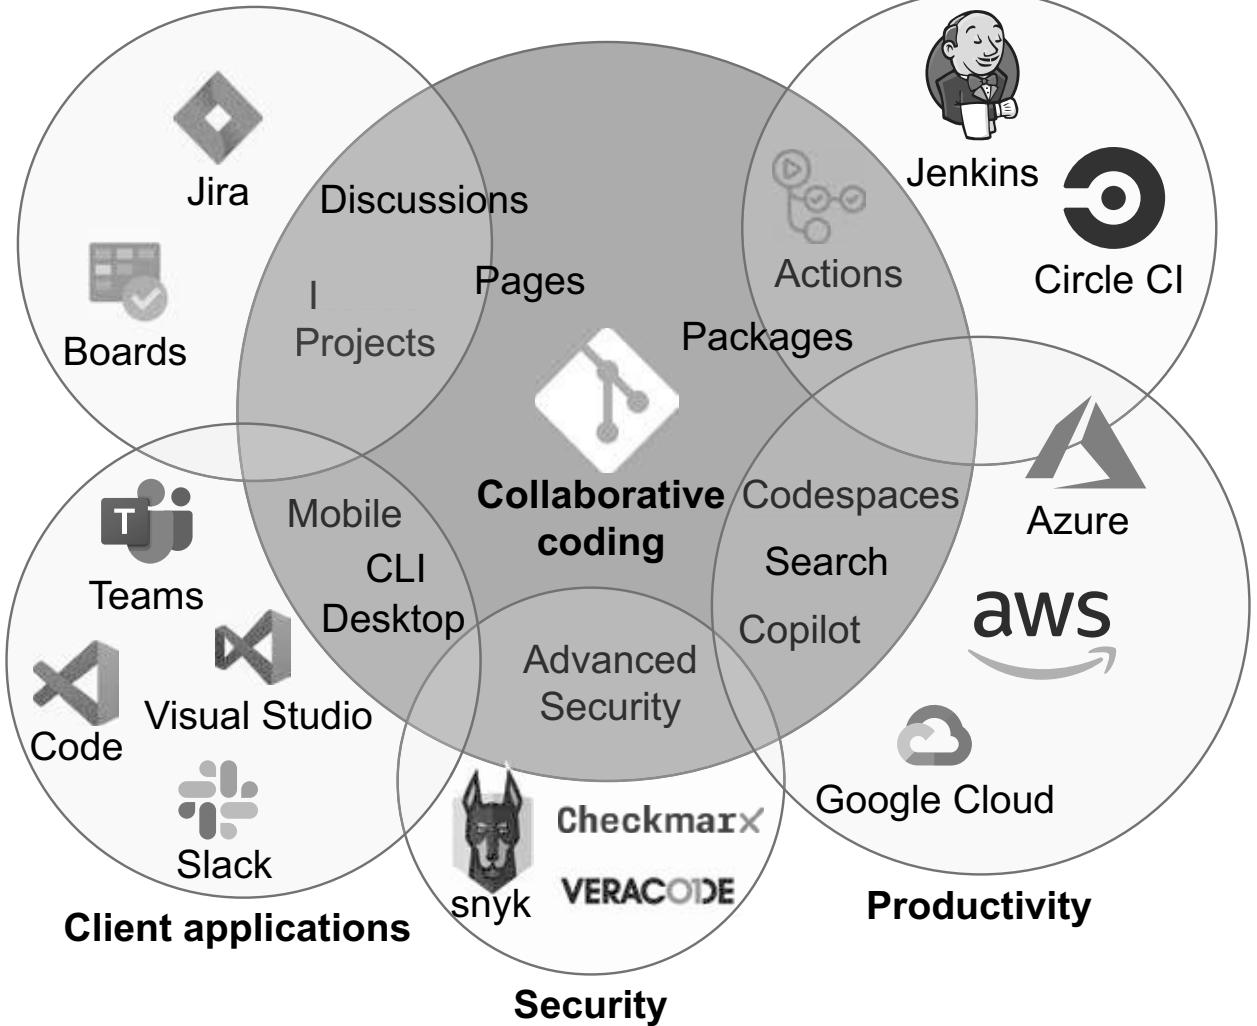 Jira
Boards
Discussions
Pages
I
Projects
Jenkins
Circle CI
Actions
Packages
Collaborative
coding
Codespaces
Search
Copilot
Azure
aws
Google Cloud
Productivity
Mobile
CLI
Desktop
T
Teams
Visual Studio
Code
Slack
Client applications
Advanced
Security
snyk
Checkmarx
VERACODE
Security